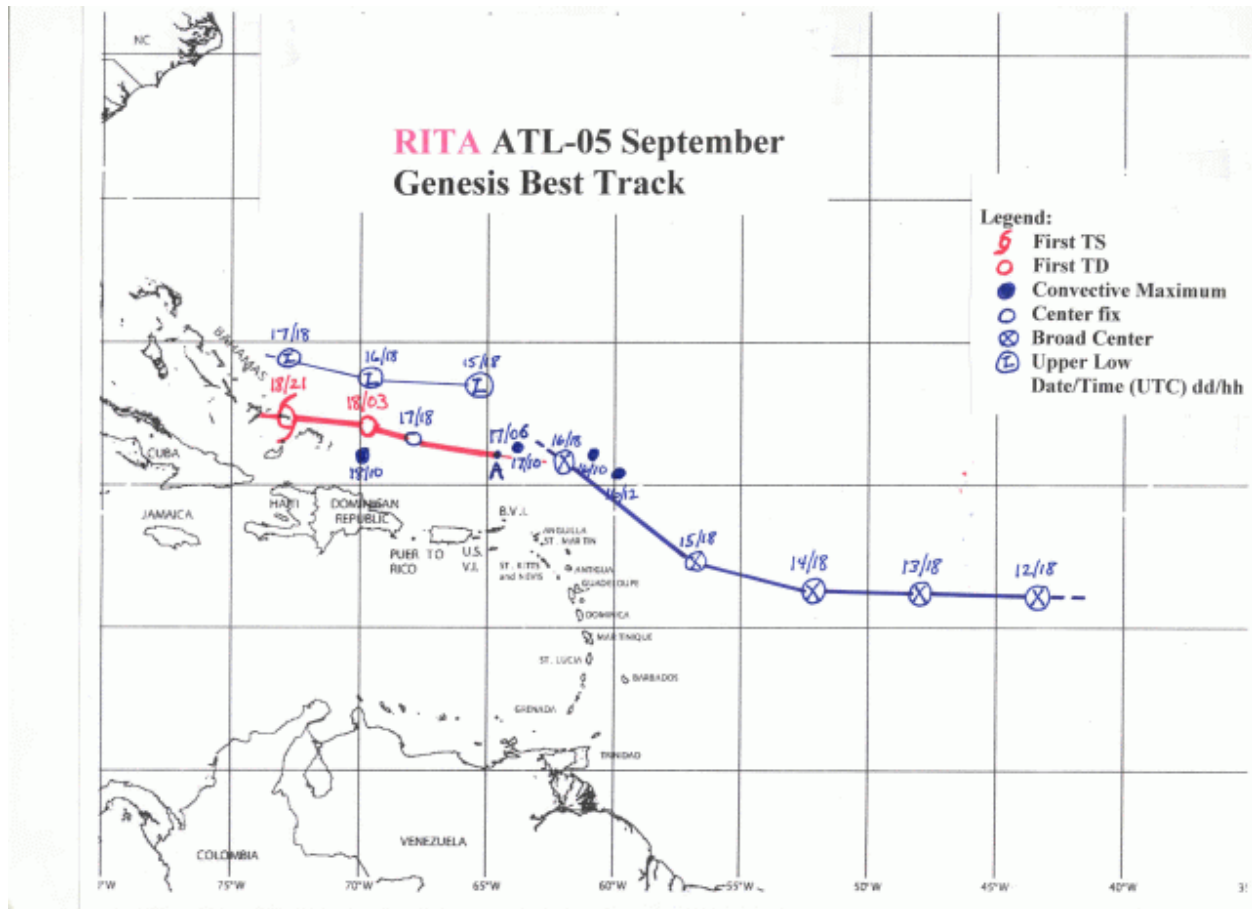 NC
RITA ATL-05 September
Genesis Best Track
Legend:
First TS
First TD
Convective Maximum
Center fix
Broad Center
Upper Low
Date/Time (UTC) dd/hh
BAHAMAS
17/18
16/18
15/18
18/21
18/03
17/18
17/06
17/10
16/18
16/12
18/10
A
CUBA
JAMAICA
HAITI
DOMINICAN
REPUBLIC
PUERTO
RICO
U.S.
V.I.
B.V.I.
ANGUILLA
ST. MARTIN
ST. KITTS
and NEVIS
ANTIGUA
GUADELOUPE
DOMINICA
MARTINIQUE
ST. LUCIA
BARBADOS
GRENADA
TRINIDAD
15/18
14/18
13/18
12/18
VENEZUELA
COLOMBIA
°W
75°W
70°W
65°W
60°W
55°W
50°W
45°W
40°W
35